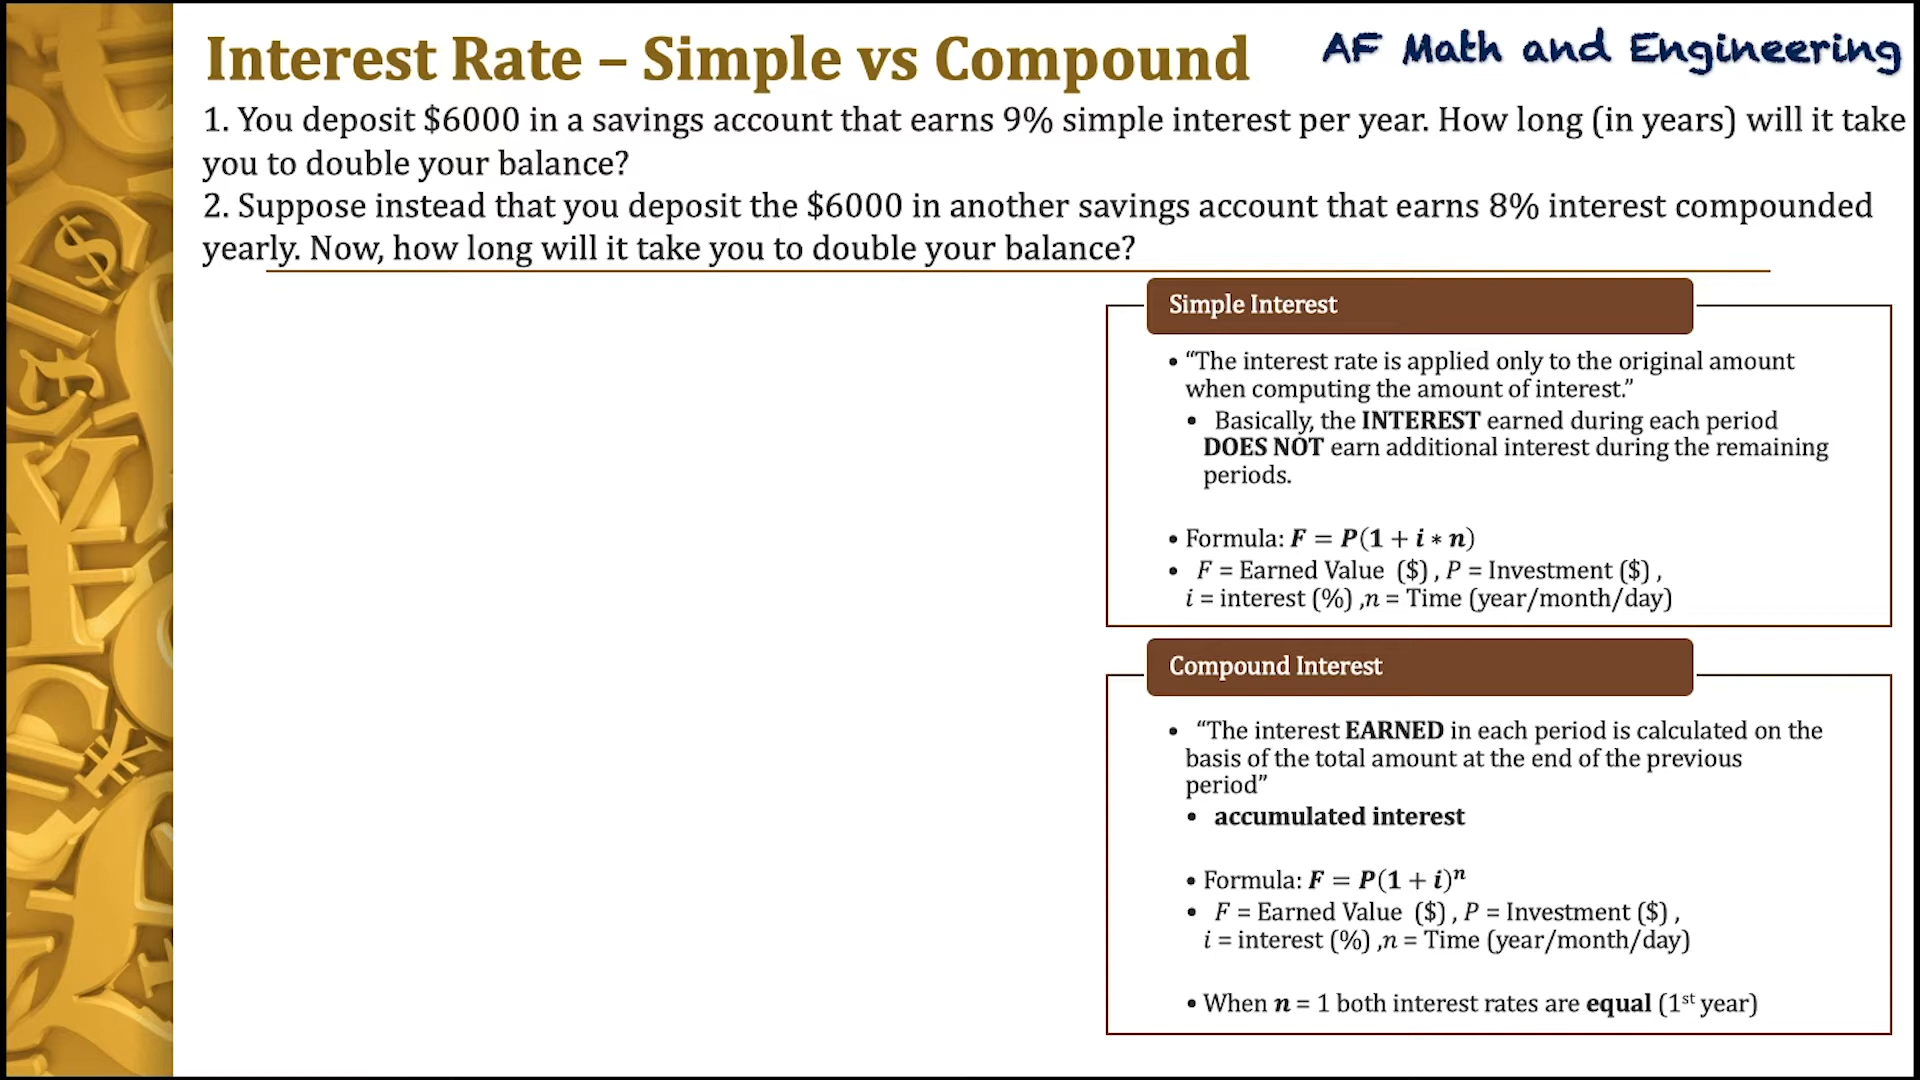 Interest Rate – Simple vs Compound
AF Math and Engineering
1. You deposit $6000 in a savings account that earns 9% simple interest per year. How long (in years) will it take
you to double your balance?
2. Suppose instead that you deposit the $6000 in another savings account that earns 8% interest compounded
yearly. Now, how long will it take you to double your balance?
Simple Interest
• “The interest rate is applied only to the original amount
when computing the amount of interest.”
• Basically, the INTEREST earned during each period
DOES NOT earn additional interest during the remaining
periods.
• Formula: F = P(1 + i * n)
• F = Earned Value ($) , P = Investment ($) ,
i = interest (%) ,n = Time (year/month/day)
Compound Interest
• “The interest EARNED in each period is calculated on the
basis of the total amount at the end of the previous
period”
• accumulated interest
• Formula: F = P(1 + i)ⁿ
• F = Earned Value ($) , P = Investment ($) ,
i = interest (%) ,n = Time (year/month/day)
• When n = 1 both interest rates are equal (1st year)